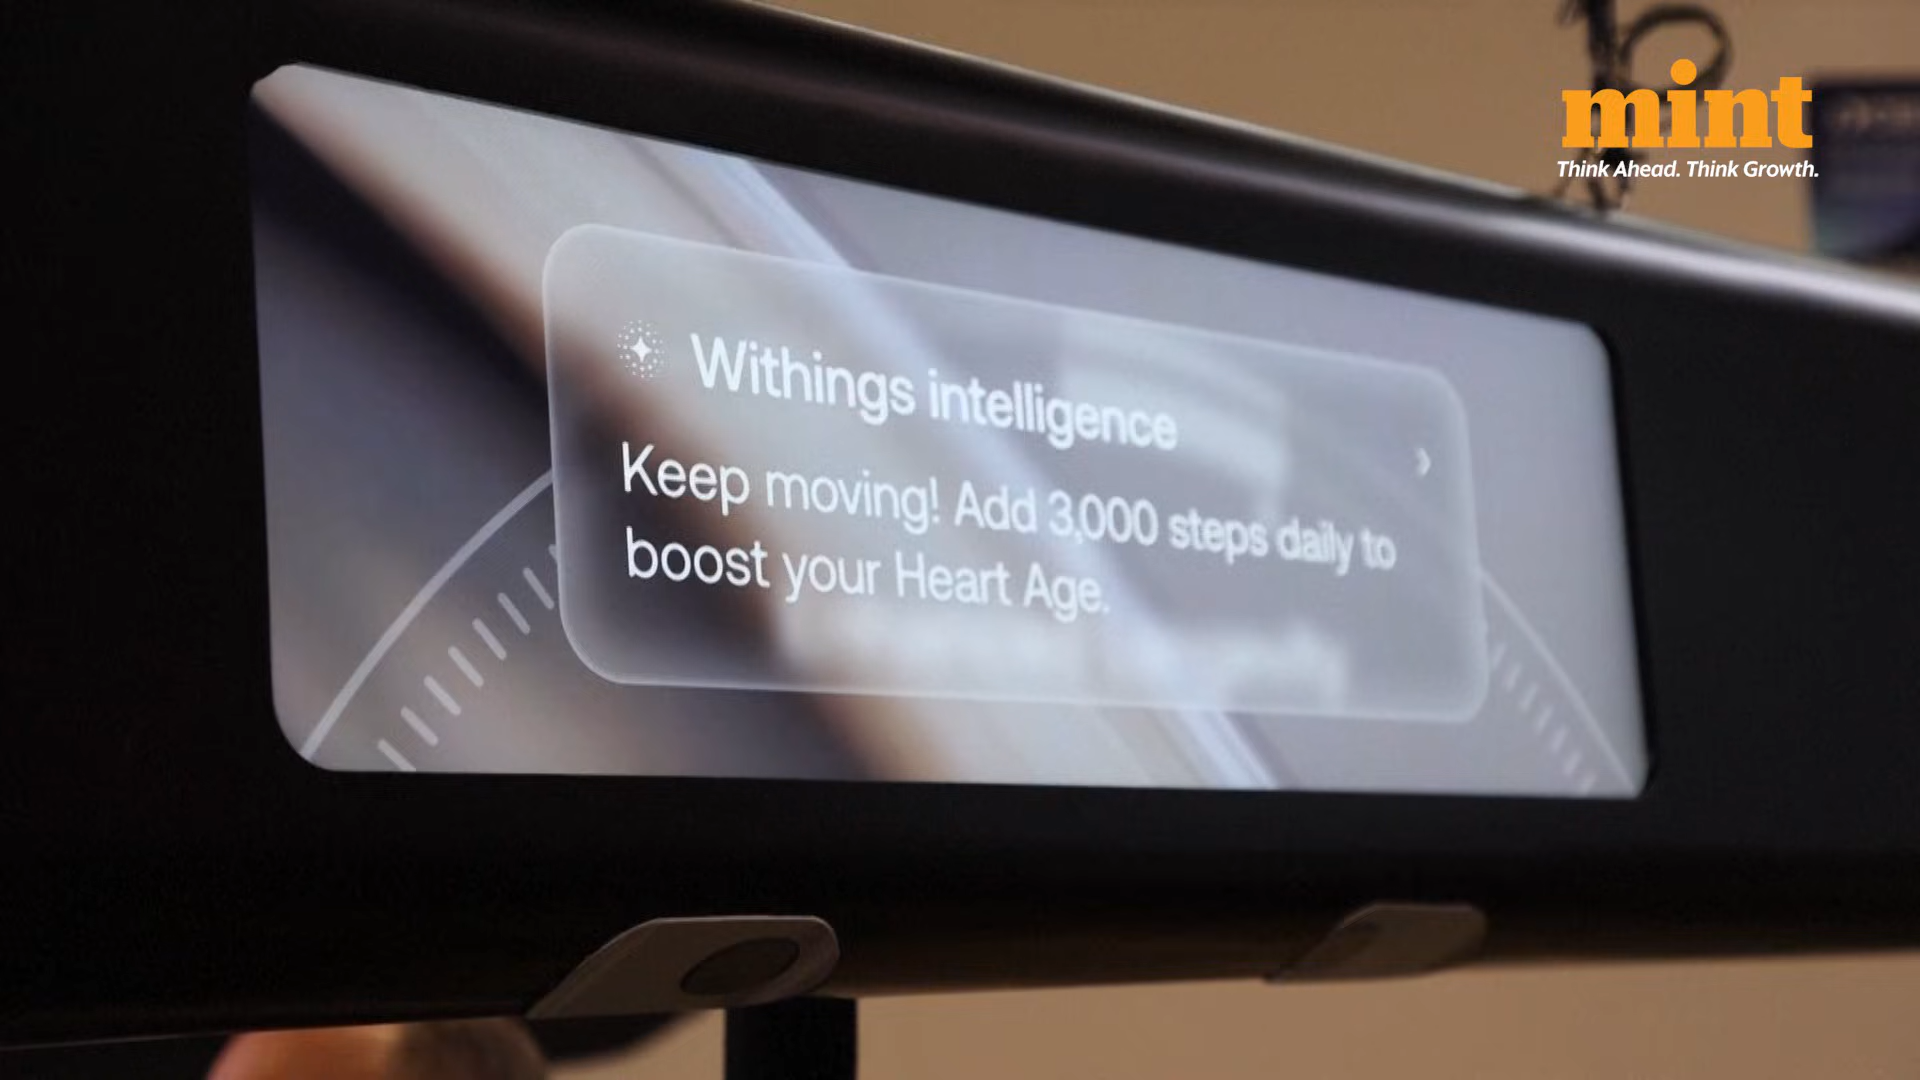 mint
Think Ahead. Think Growth.
Withings intelligence
Keep moving! Add 3,000 steps daily to
boost your Heart Age.